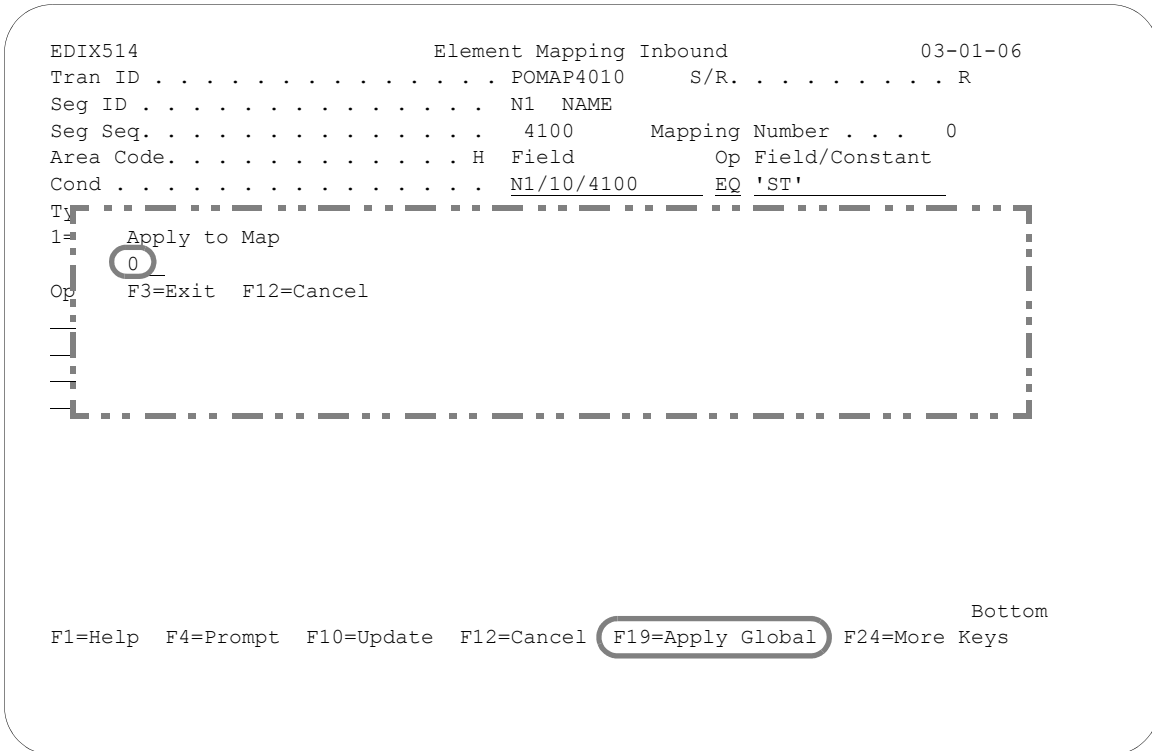 EDIX514 Element Mapping Inbound 03-01-06
Tran ID . . . . . . . . . . . . . . POMAP4010 S/R. . . . . . . . . R
Seg ID . . . . . . . . . . . . . . N1 NAME
Seg Seq. . . . . . . . . . . . . . 4100 Mapping Number . . . 0
Area Code. . . . . . . . . . . . . H Field Op Field/Constant
Cond . . . . . . . . . . . . . . . N1/10/4100 EQ 'ST'
Ty
1= Apply to Map
0
Op F3=Exit F12=Cancel
Bottom
F1=Help F4=Prompt F10=Update F12=Cancel F19=Apply Global F24=More Keys